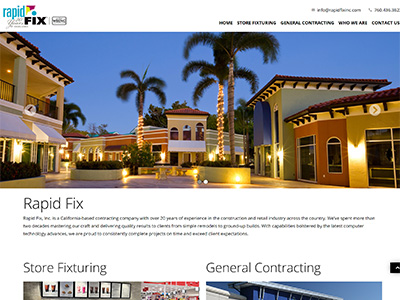 rapid
FIX
info@rapidfixinc.com
HOME STORE FIXTURING GENERAL CONTRACTING WHO WE ARE CONTACT US
Rapid Fix
Rapid Fix, Inc. is a California-based contracting company with over 20 years of experience in the construction and retail industry across the country. We've spent more than
two decades mastering our craft and delivering quality results to clients from simple remodels to ground-up builds. With capabilities bolstered by the latest computer
technology advances, we are proud to consistently complete projects on time and exceed client expectations.
Store Fixturing
General Contracting